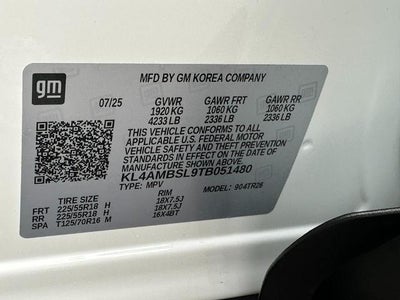 gm
MFD BY GM KOREA COMPANY
07/25 GVWR GAWR FRT GAWR RR
1920 KG 1060 KG 1060 KG
4233 LB 2336 LB 2336 LB
THIS VEHICLE CONFORMS TO ALL
APPLICABLE U.S. FEDERAL MOTOR
VEHICLE SAFETY, BUMPER, AND THEFT
PREVENTION STANDARDS IN EFFECT ON
THE DATE OF MANUFACTURE SHOWN ABOVE.
KL4AMBSL9TB051480
TYPE: MPV MODEL: 904TR26
TIRE SIZE RIM
FRT 225/55R18 H 18X7.5J
RR 225/55R18 H 18X7.5J
SPA T125/70R16 M 16X4BT